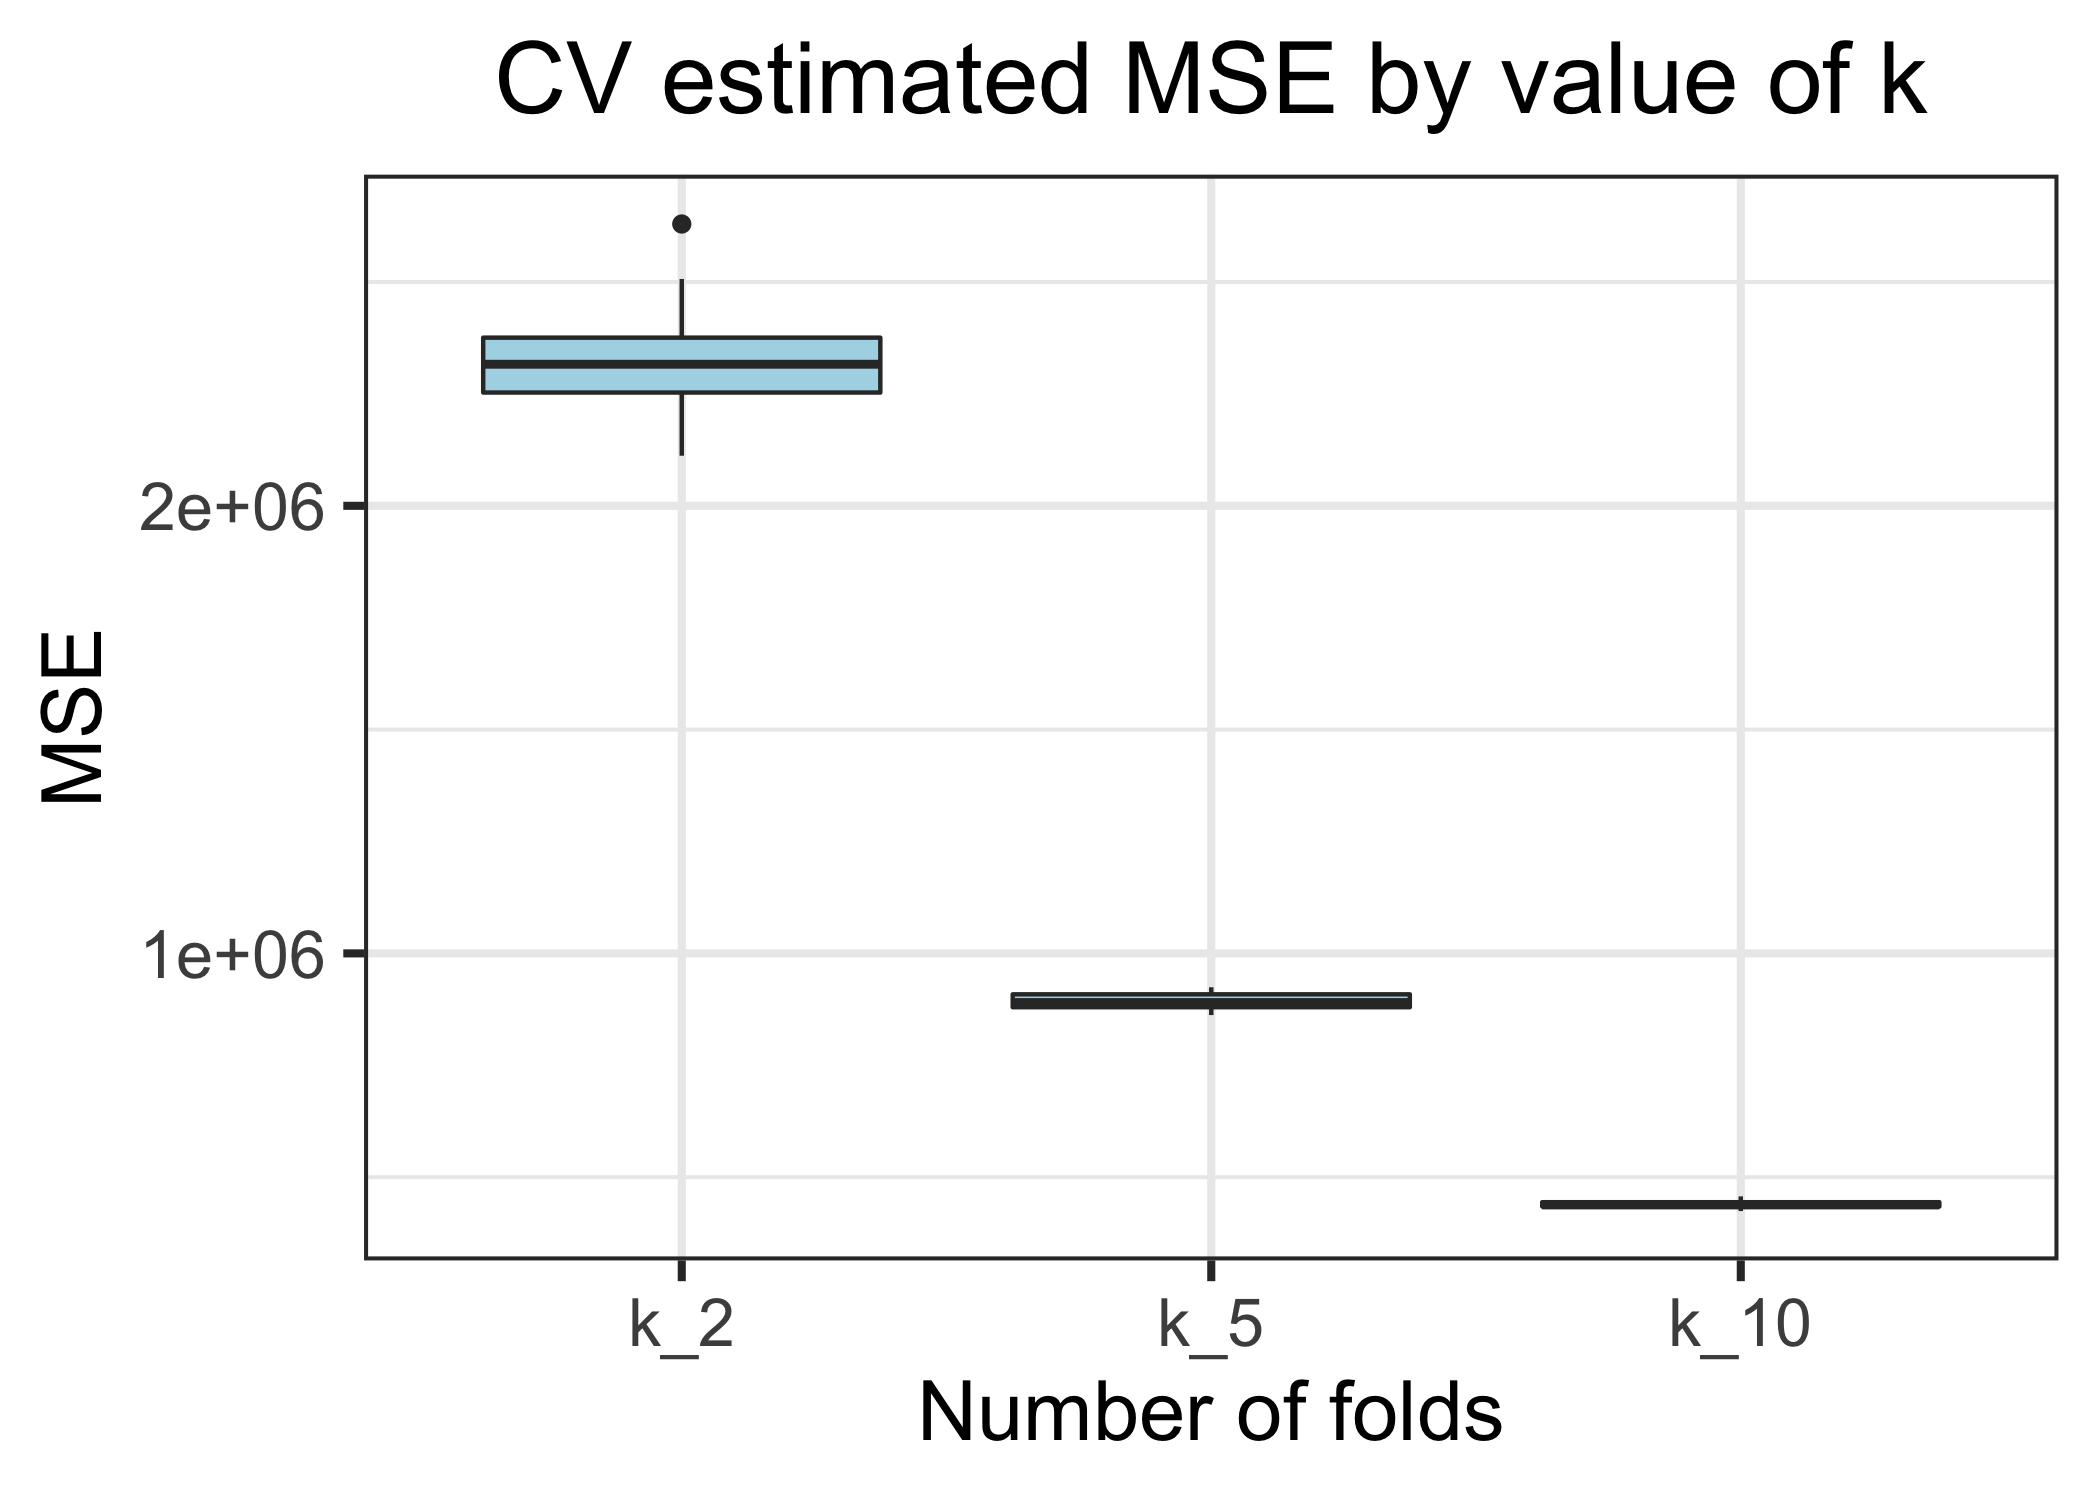 CV estimated MSE by value of k
MSE
2e+06
1e+06
k_2
k_5
k_10
Number of folds